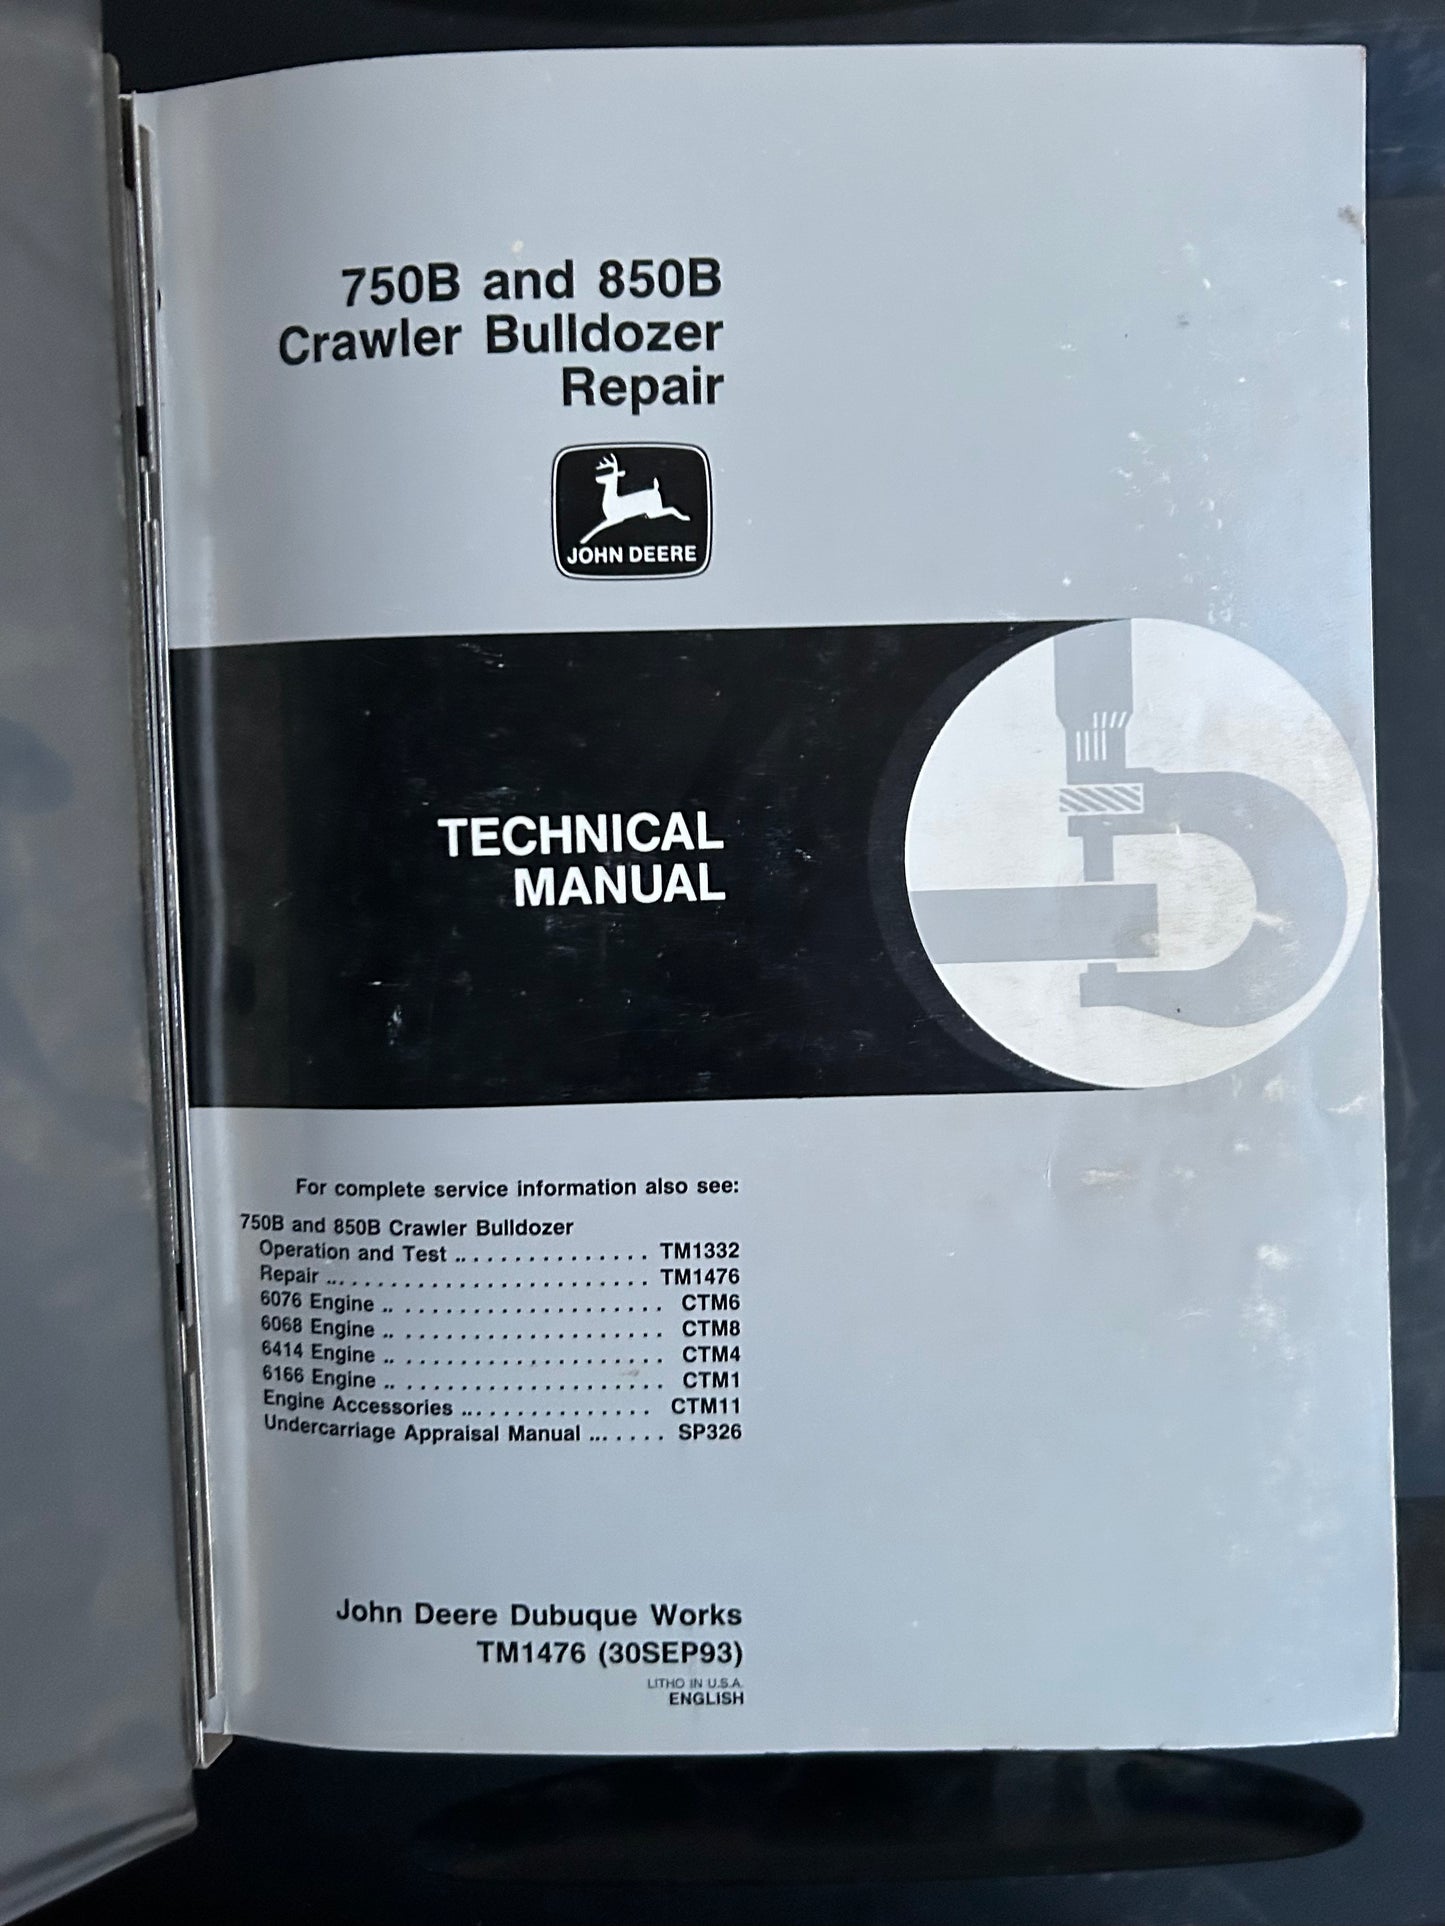 750B and 850B
Crawler Bulldozer
Repair
JOHN DEERE
TECHNICAL
MANUAL
For complete service information also see:
750B and 850B Crawler Bulldozer
Operation and Test ................ TM1332
Repair ........................... TM1476
6076 Engine ....................... CTM6
6068 Engine ....................... CTM8
6414 Engine ....................... CTM4
6166 Engine ....................... CTM1
Engine Accessories ................ CTM11
Undercarriage Appraisal Manual ........ SP326
John Deere Dubuque Works
TM1476 (30SEP93)
LITHO IN U.S.A.
ENGLISH